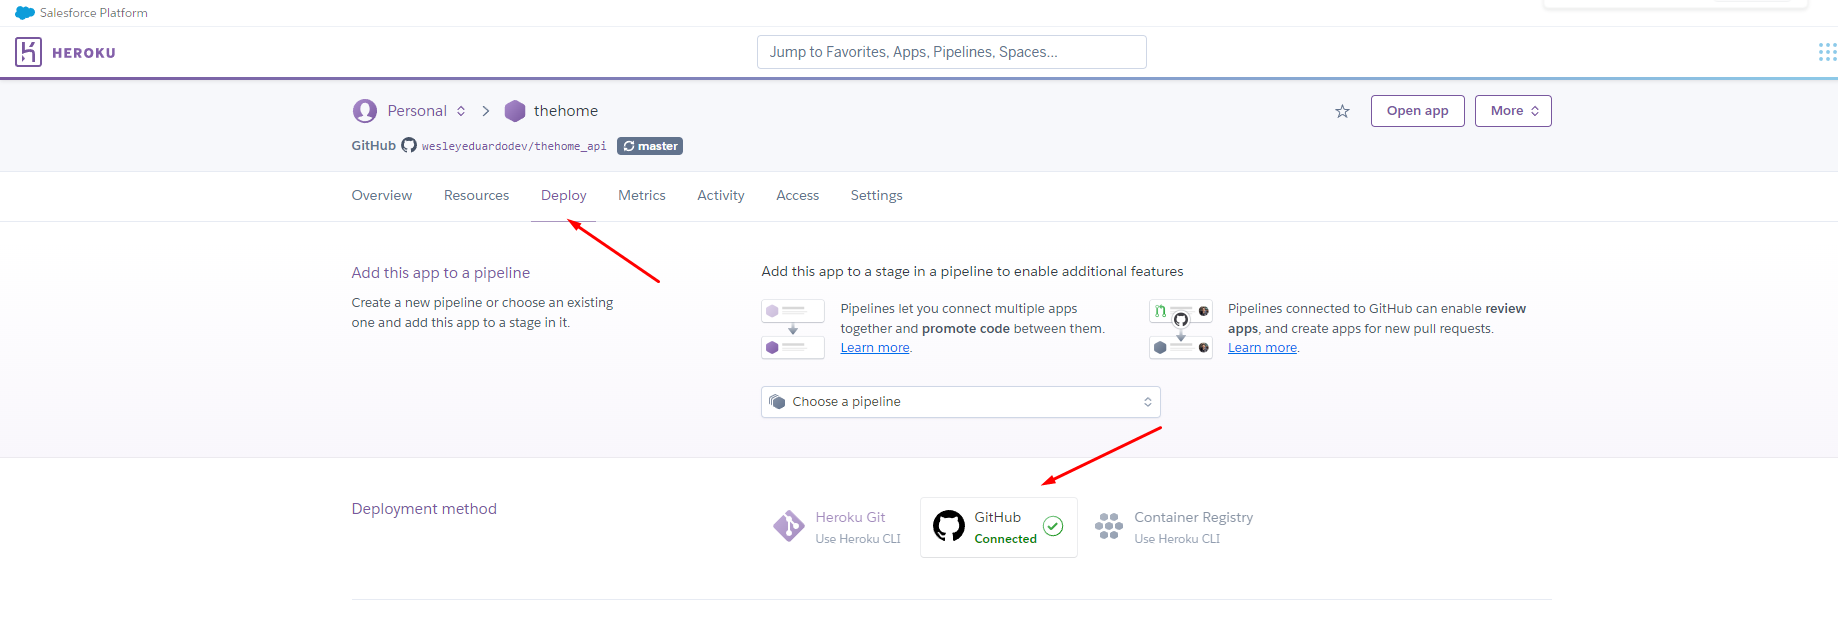 Salesforce Platform
HEROKU
Jump to Favorites, Apps, Pipelines, Spaces...
Personal
thehome
Open app
More
GitHub wesleyeduardodev/thehome_api master
Overview
Resources
Deploy
Metrics
Activity
Access
Settings
Add this app to a pipeline
Create a new pipeline or choose an existing
one and add this app to a stage in it.
Add this app to a stage in a pipeline to enable additional features
Pipelines let you connect multiple apps
together and promote code between them.
Learn more.
Pipelines connected to GitHub can enable review
apps, and create apps for new pull requests.
Learn more.
Choose a pipeline
Deployment method
Heroku Git
Use Heroku CLI
GitHub
Connected
Container Registry
Use Heroku CLI